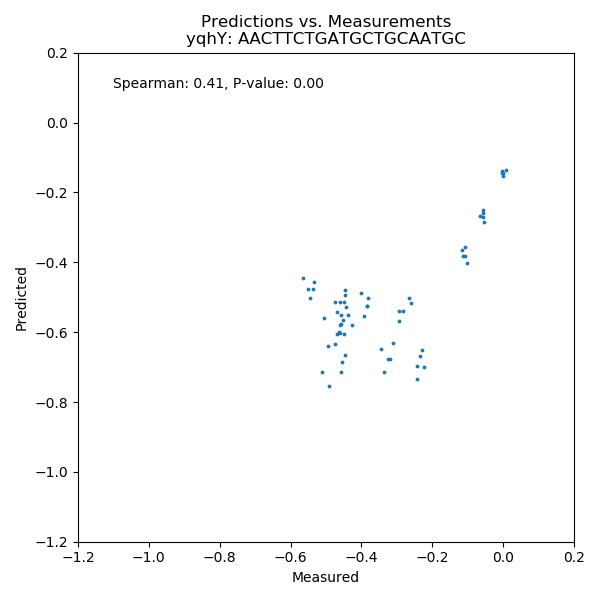 Predictions vs. Measurements
yqhY: AACTTCTGATGCTGCAATGC
Spearman: 0.41, P-value: 0.00
0.2
0.0
−0.2
−0.4
−0.6
−0.8
−1.0
−1.2
Predicted
−1.2 −1.0 −0.8 −0.6 −0.4 −0.2 0.0 0.2
Measured